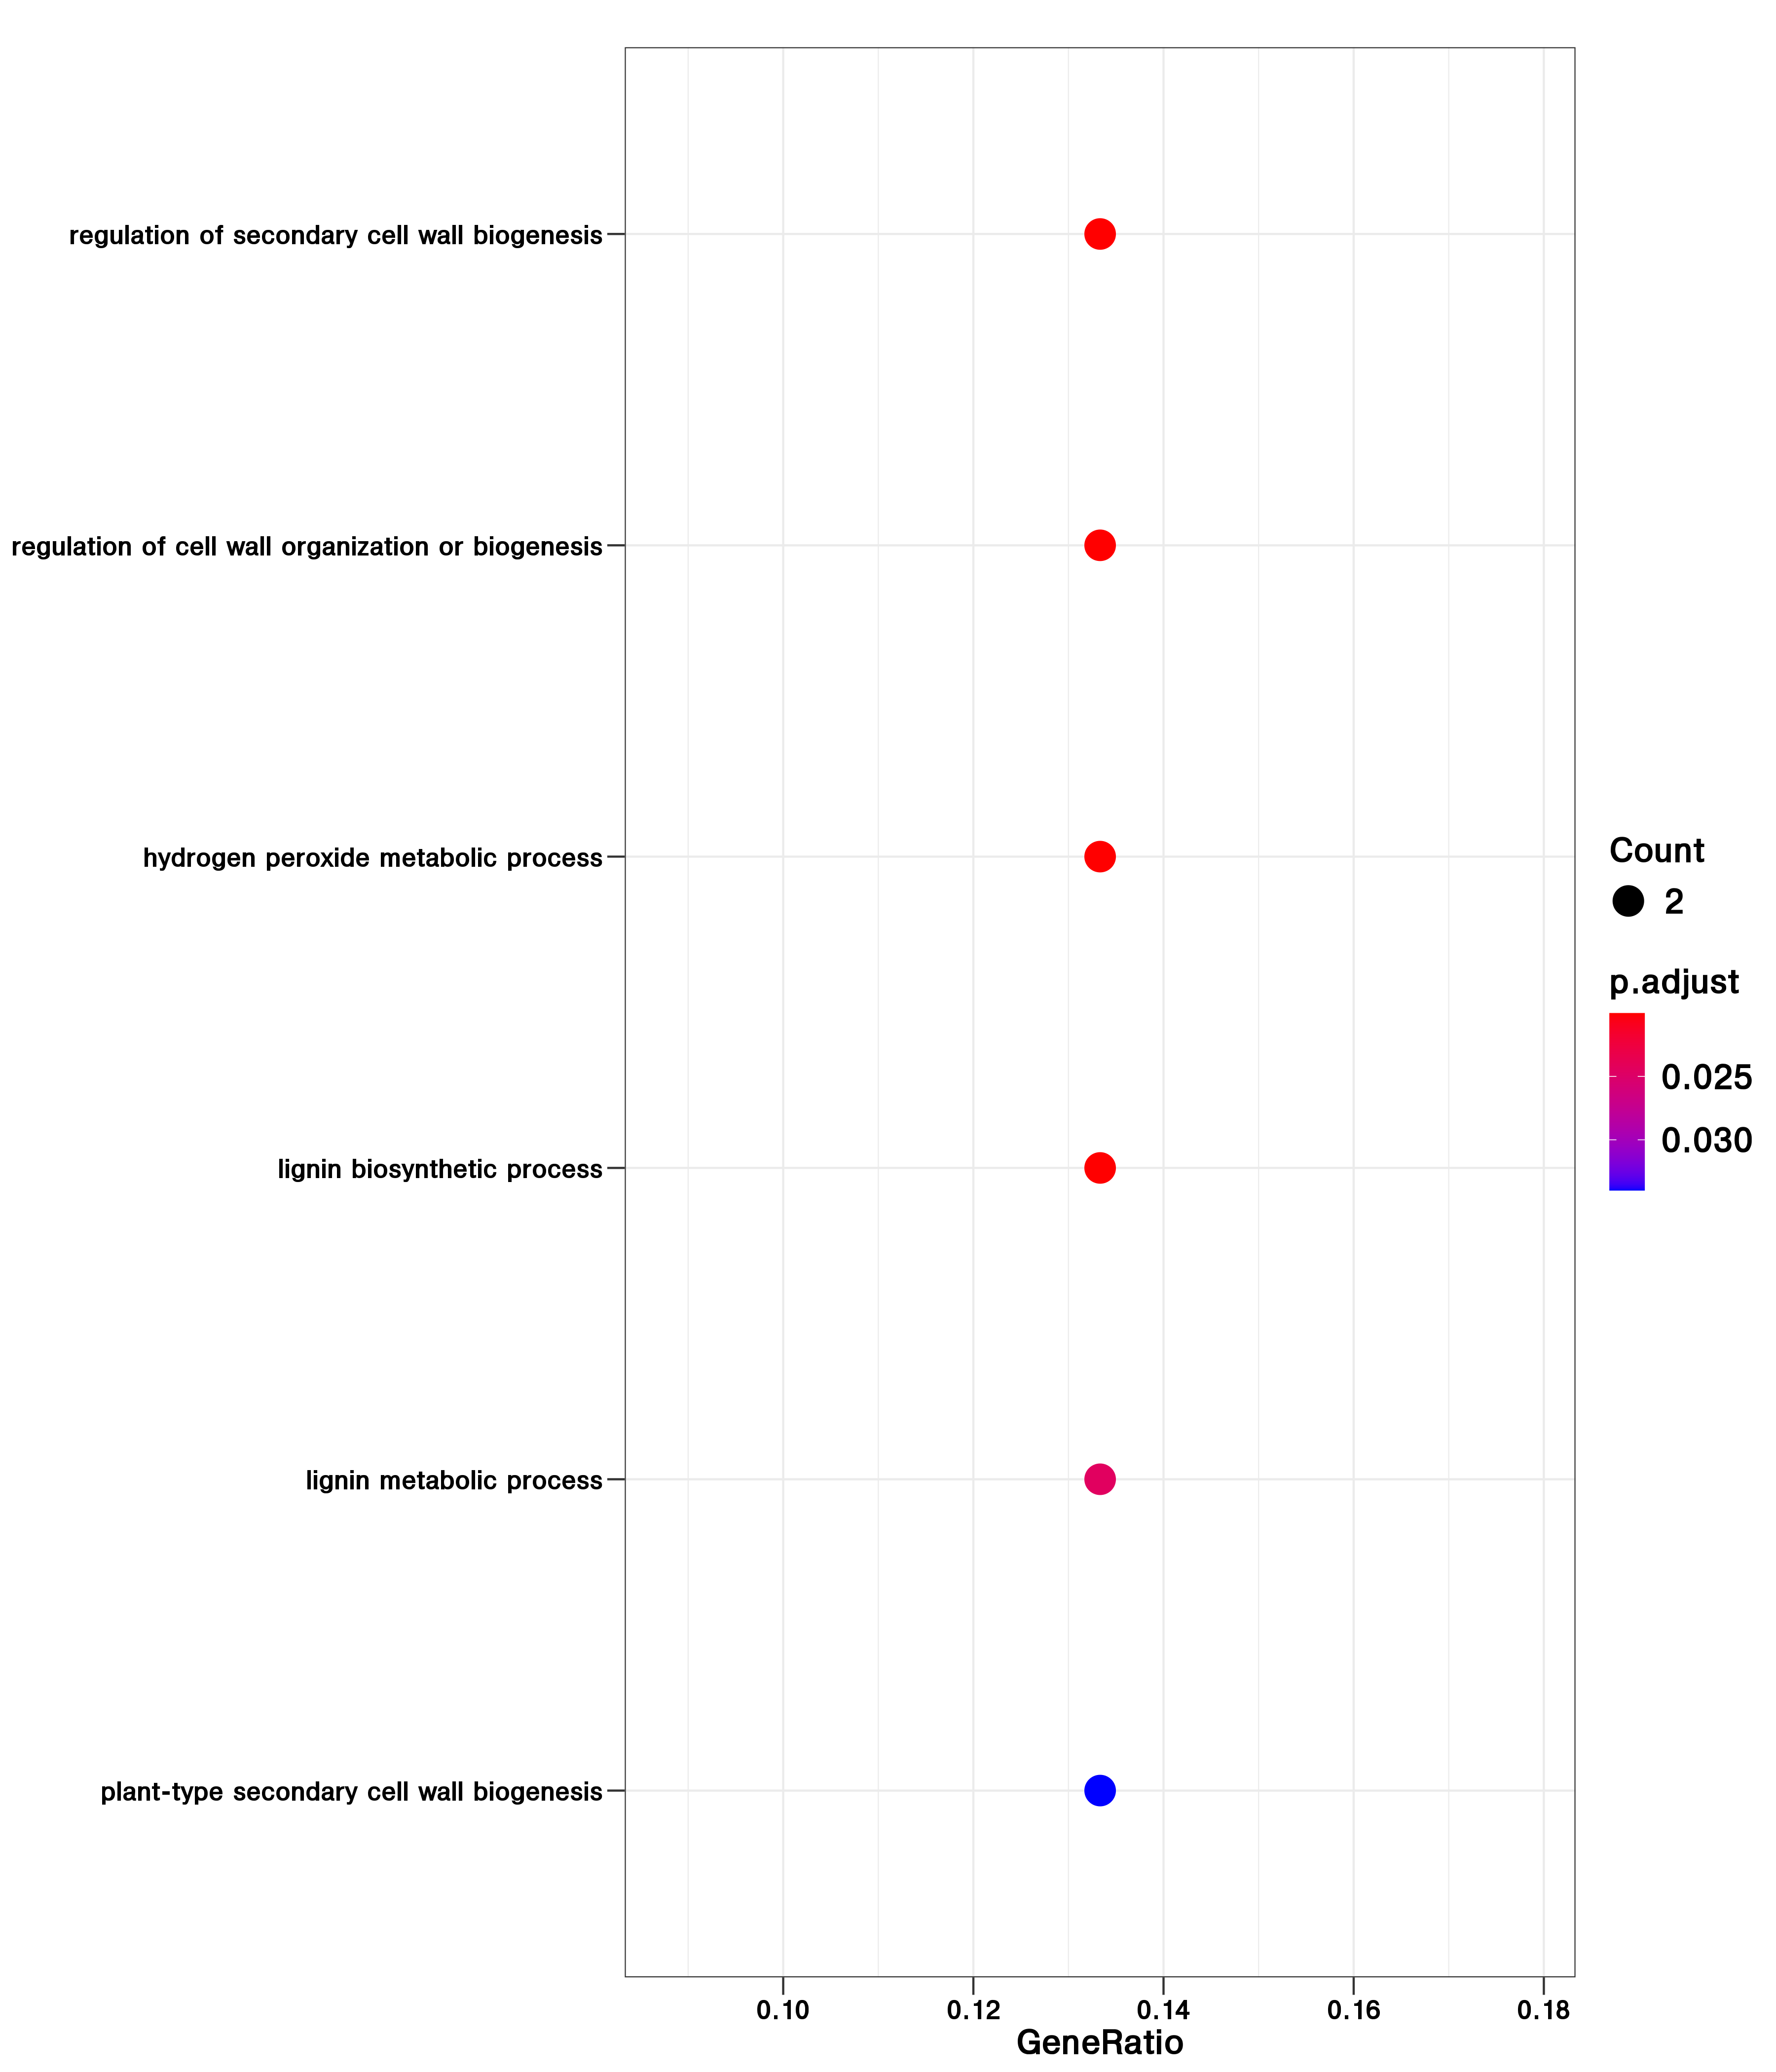 regulation of secondary cell wall biogenesis
regulation of cell wall organization or biogenesis
hydrogen peroxide metabolic process
lignin biosynthetic process
lignin metabolic process
plant-type secondary cell wall biogenesis
0.10
0.12
0.14
0.16
0.18
GeneRatio
Count
2
p.adjust
0.025
0.030